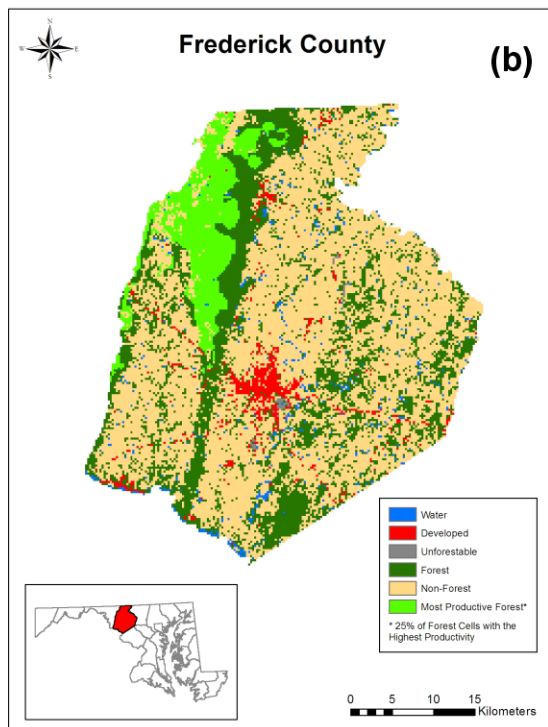 N
W E
S
Frederick County
(b)
Water
Developed
Unforestable
Forest
Non-Forest
Most Productive Forest*
* 25% of Forest Cells with the
Highest Productivity
0 5 10 15
Kilometers